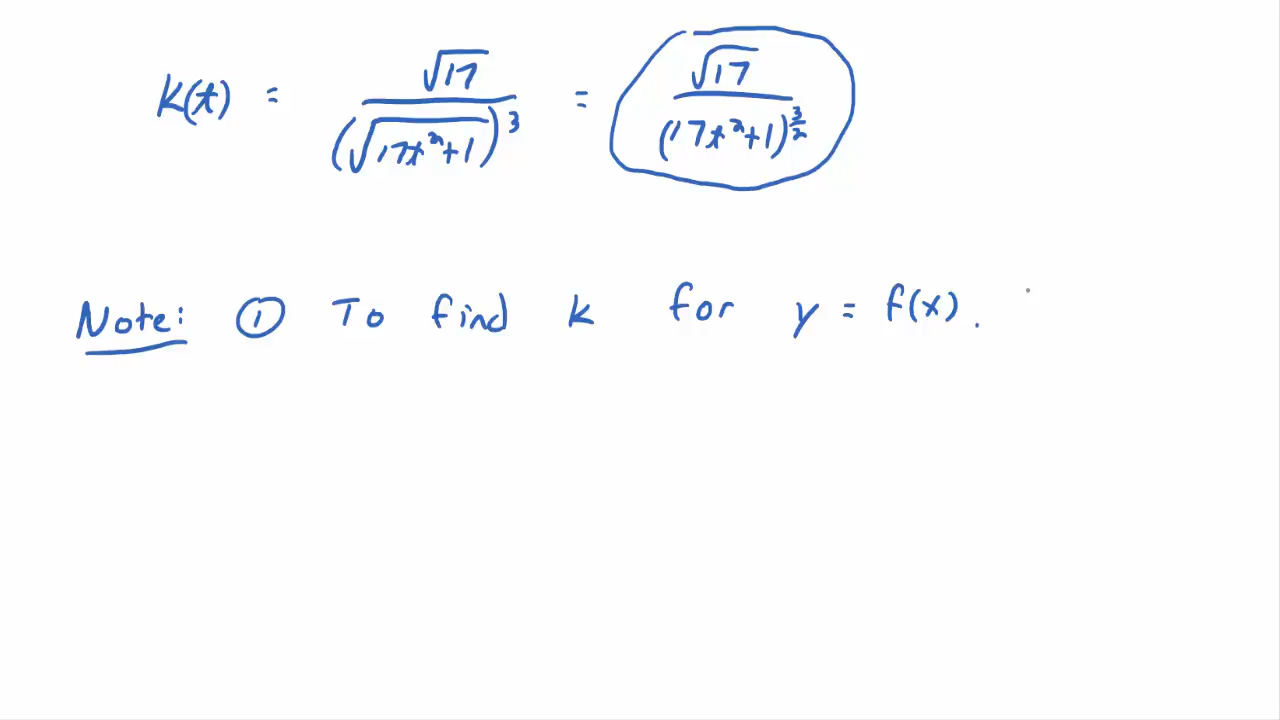 K(t) = √17 / (√(17t²+1))³ = √17 / (17t²+1)^(3/2)
Note: ① To find k for y = f(x).